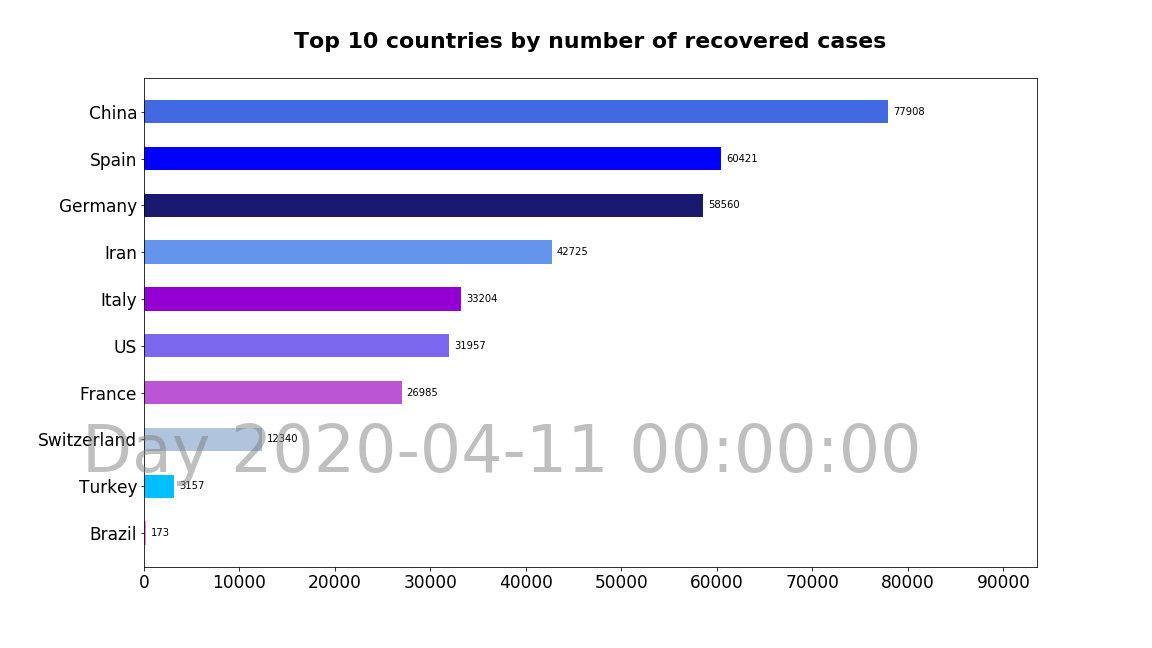 Top 10 countries by number of recovered cases
China 77908
Spain 60421
Germany 58560
Iran 42725
Italy 33204
US 31957
France 26985
Switzerland 12340
Day 2020-04-11 00:00:00
Turkey 3157
Brazil 173
0 10000 20000 30000 40000 50000 60000 70000 80000 90000